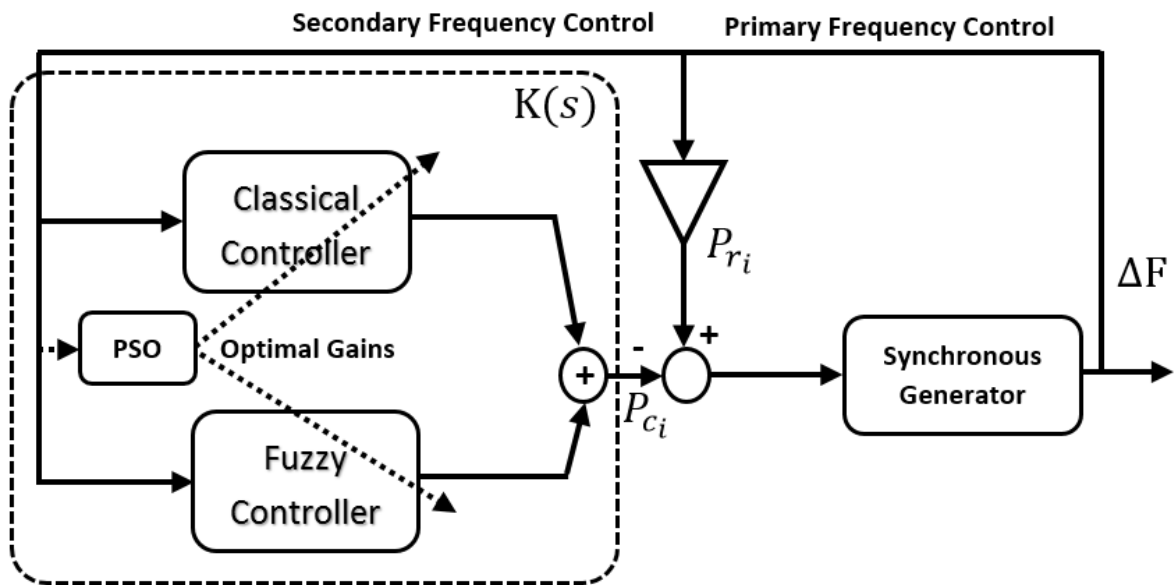 Secondary Frequency Control
Primary Frequency Control
K(s)
Classical
Controller
P_{r_i}
ΔF
PSO
Optimal Gains
-
+
Synchronous
Generator
+
P_{c_i}
Fuzzy
Controller